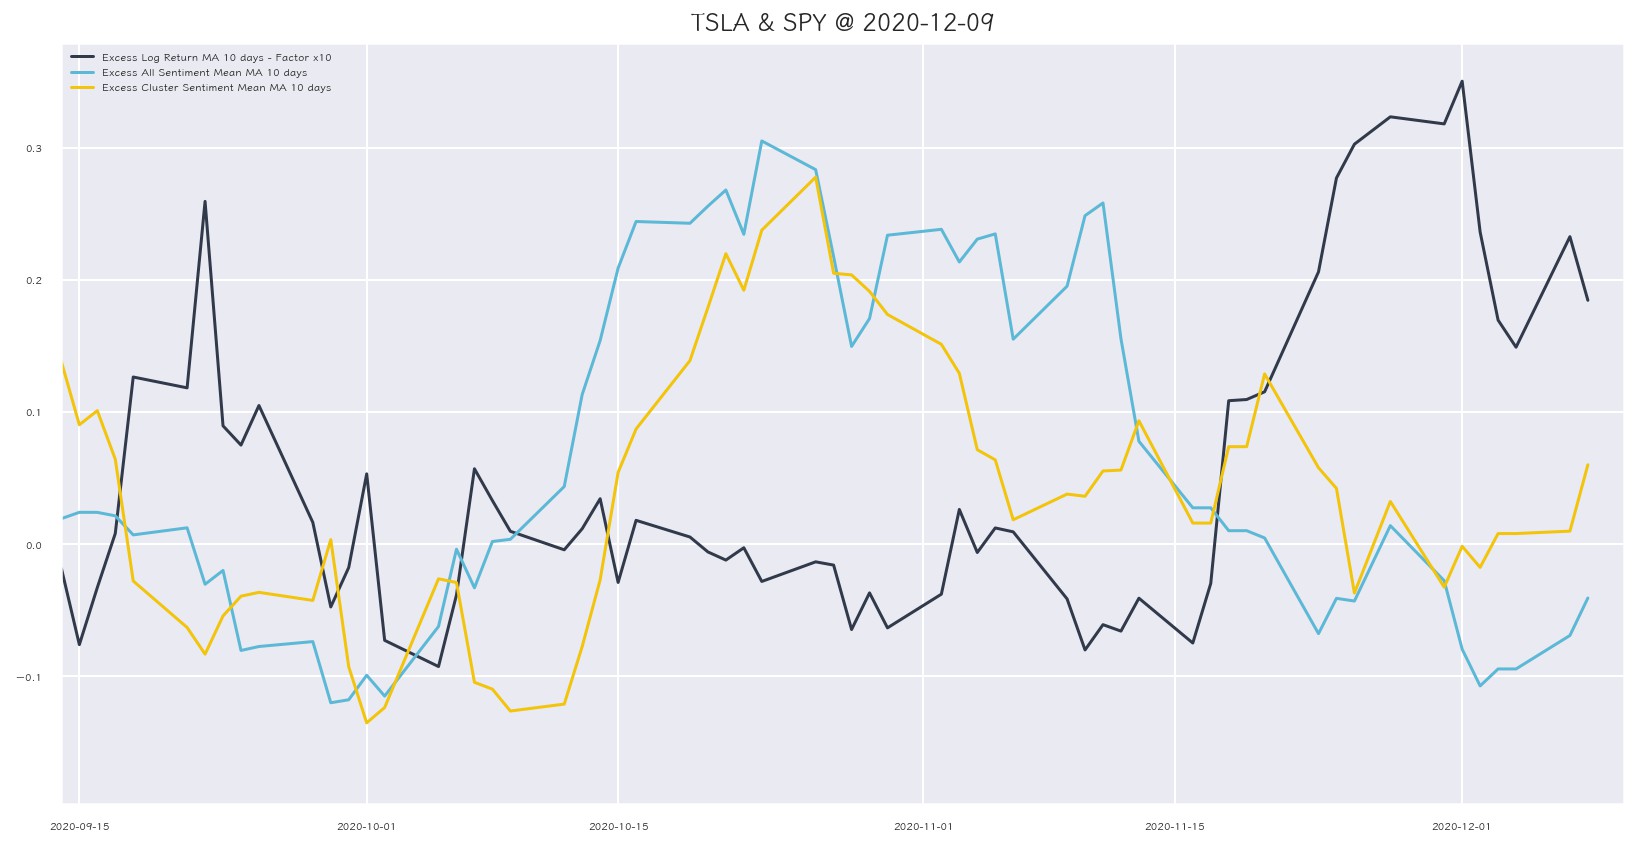 TSLA & SPY @ 2020-12-09
Excess Log Return MA 10 days - Factor x10
Excess All Sentiment Mean MA 10 days
Excess Cluster Sentiment Mean MA 10 days
0.3
0.2
0.1
0.0
−0.1
2020-09-15 2020-10-01 2020-10-15 2020-11-01 2020-11-15 2020-12-01